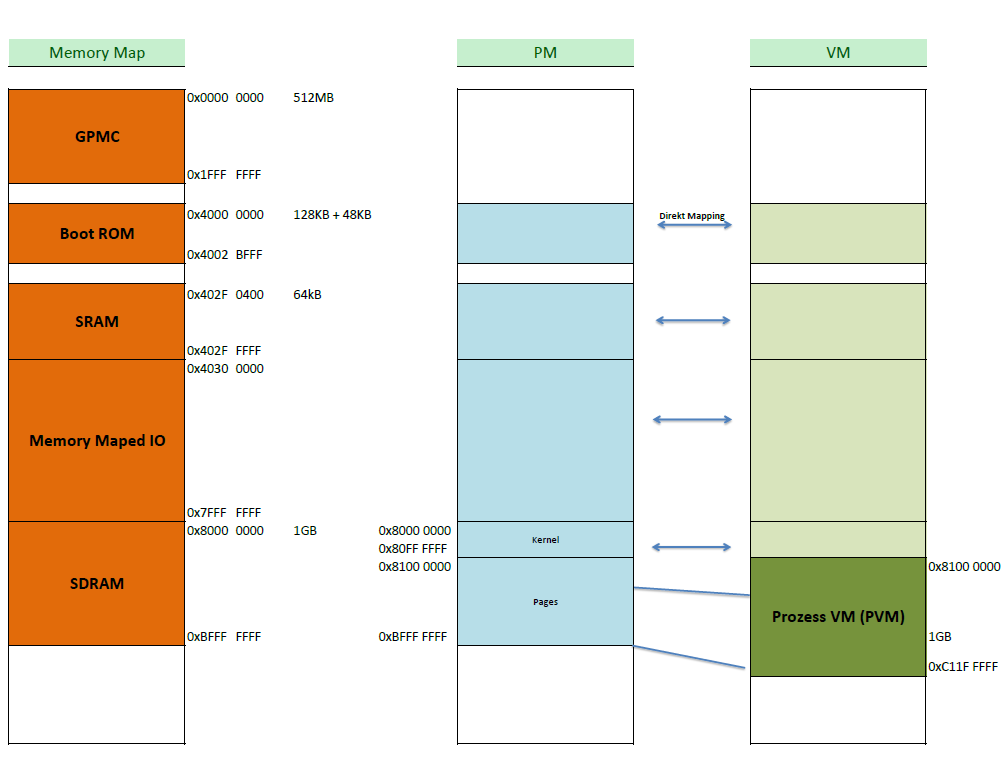 Memory Map PM VM
0x0000 0000 512MB
GPMC
0x1FFF FFFF
0x4000 0000 128KB + 48KB Direkt Mapping
Boot ROM
0x4002 BFFF
0x402F 0400 64kB
SRAM
0x402F FFFF
0x4030 0000
Memory Maped IO
0x7FFF FFFF
0x8000 0000 1GB 0x8000 0000
Kernel
0x80FF FFFF
0x8100 0000 0x8100 0000
SDRAM
Pages
Prozess VM (PVM)
0xBFFF FFFF 0xBFFF FFFF 1GB
0xC11F FFFF